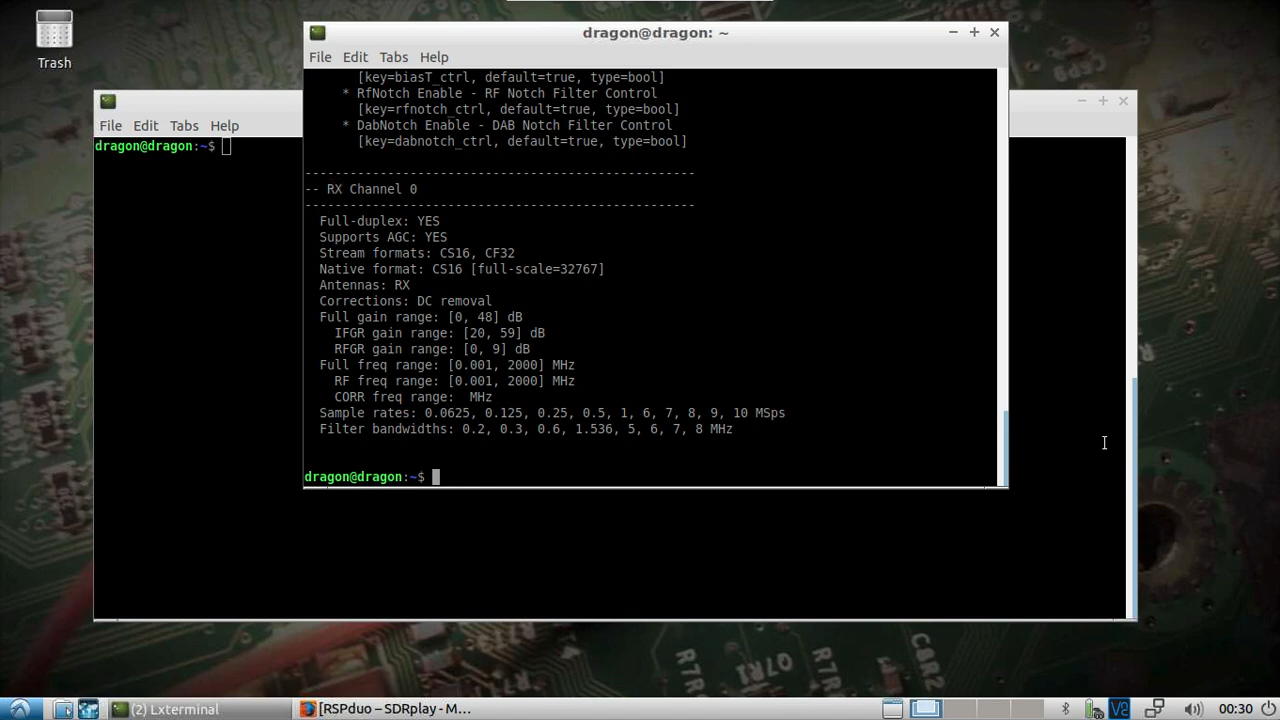 Trash
dragon@dragon: ~
File Edit Tabs Help
[key=biasT_ctrl, default=true, type=bool]
* RfNotch Enable - RF Notch Filter Control
[key=rfnotch_ctrl, default=true, type=bool]
* DabNotch Enable - DAB Notch Filter Control
[key=dabnotch_ctrl, default=true, type=bool]
----------------------------------------------------
-- RX Channel 0
----------------------------------------------------
Full-duplex: YES
Supports AGC: YES
Stream formats: CS16, CF32
Native format: CS16 [full-scale=32767]
Antennas: RX
Corrections: DC removal
Full gain range: [0, 48] dB
IFGR gain range: [20, 59] dB
RFGR gain range: [0, 9] dB
Full freq range: [0.001, 2000] MHz
RF freq range: [0.001, 2000] MHz
CORR freq range:  MHz
Sample rates: 0.0625, 0.125, 0.25, 0.5, 1, 6, 7, 8, 9, 10 MSps
Filter bandwidths: 0.2, 0.3, 0.6, 1.536, 5, 6, 7, 8 MHz
dragon@dragon:~$
File Edit Tabs Help
dragon@dragon:~$
(2) Lxterminal
[RSPduo – SDRplay - M...
00:30